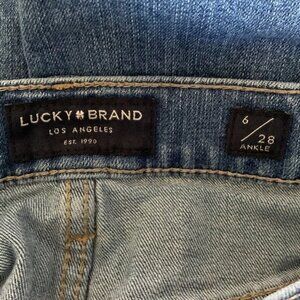 LUCKY BRAND
LOS ANGELES
EST. 1990
6/28
ANKLE